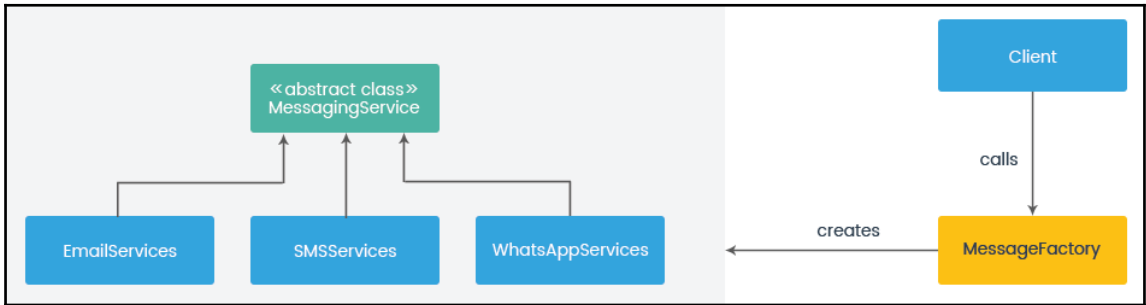 «abstract class»
MessagingService
Client
calls
EmailServices
SMSServices
WhatsAppServices
creates
MessageFactory